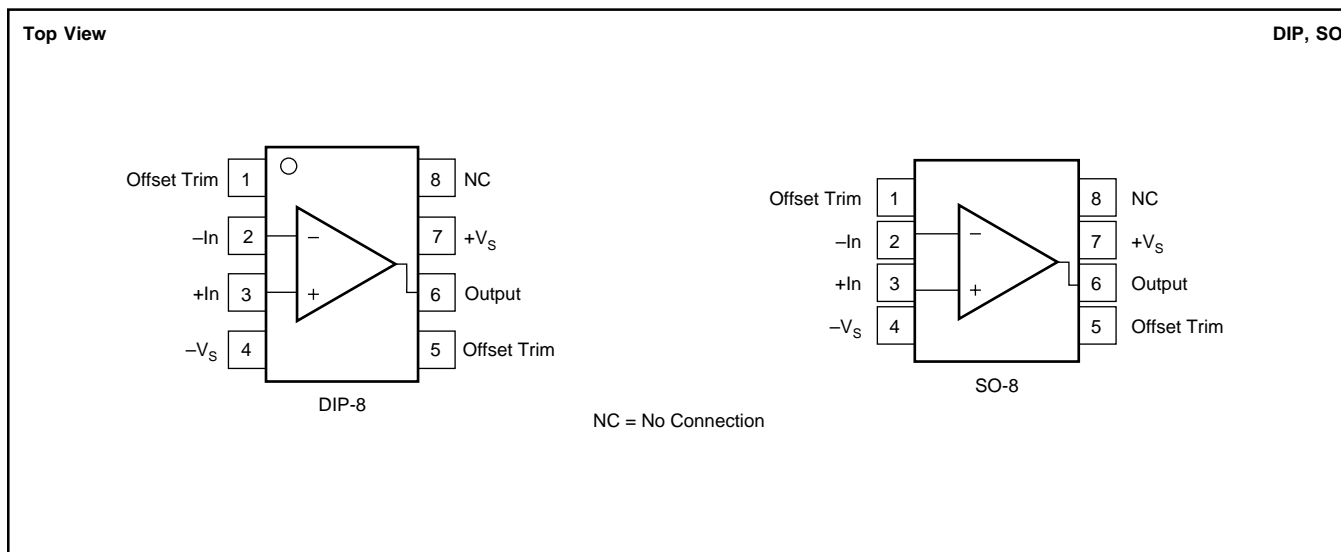 Top View
DIP, SO
Offset Trim 1
–In 2
+In 3
–VS 4
8 NC
7 +VS
6 Output
5 Offset Trim
– 
+
DIP-8
Offset Trim 1
–In 2
+In 3
–VS 4
8 NC
7 +VS
6 Output
5 Offset Trim
–
+
SO-8
NC = No Connection